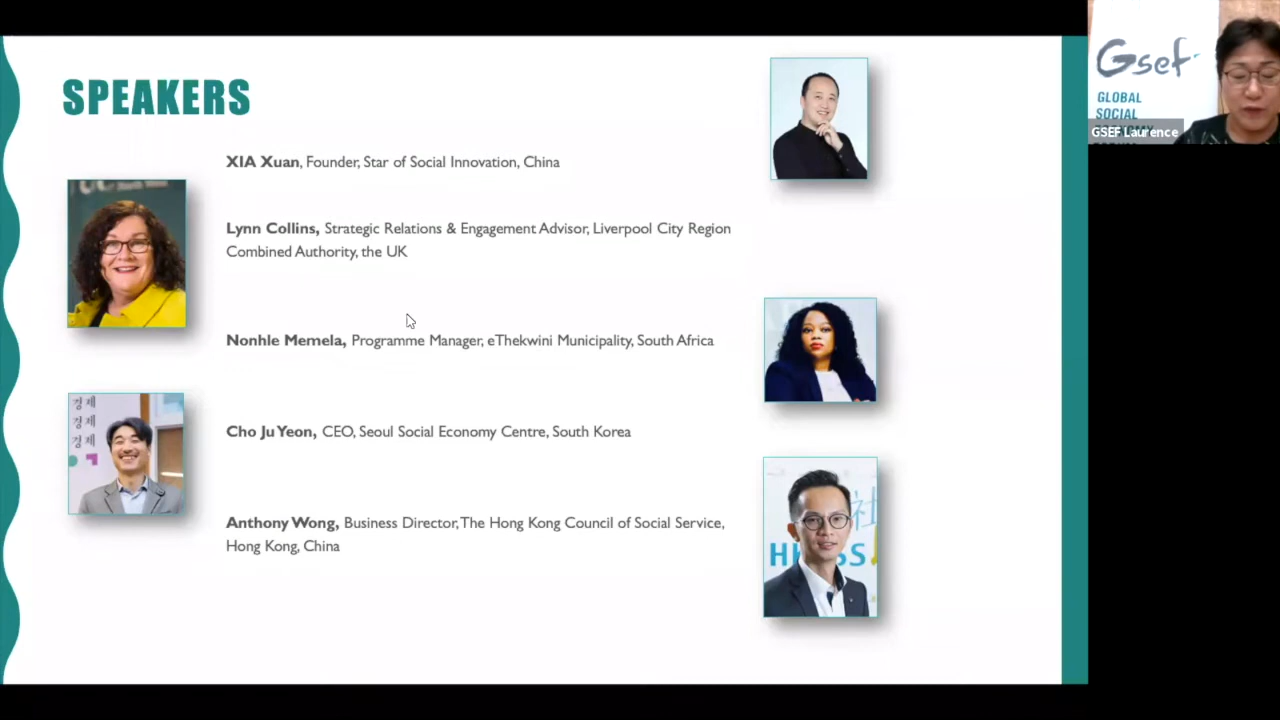 SPEAKERS
XIA Xuan, Founder, Star of Social Innovation, China
Lynn Collins, Strategic Relations & Engagement Advisor, Liverpool City Region
Combined Authority, the UK
Nonhle Memela, Programme Manager, eThekwini Municipality, South Africa
Cho Ju Yeon, CEO, Seoul Social Economy Centre, South Korea
Anthony Wong, Business Director, The Hong Kong Council of Social Service,
Hong Kong, China
경제
경제
경제
社
Gsef
GLOBAL
SOCIAL
GSEF Laurence